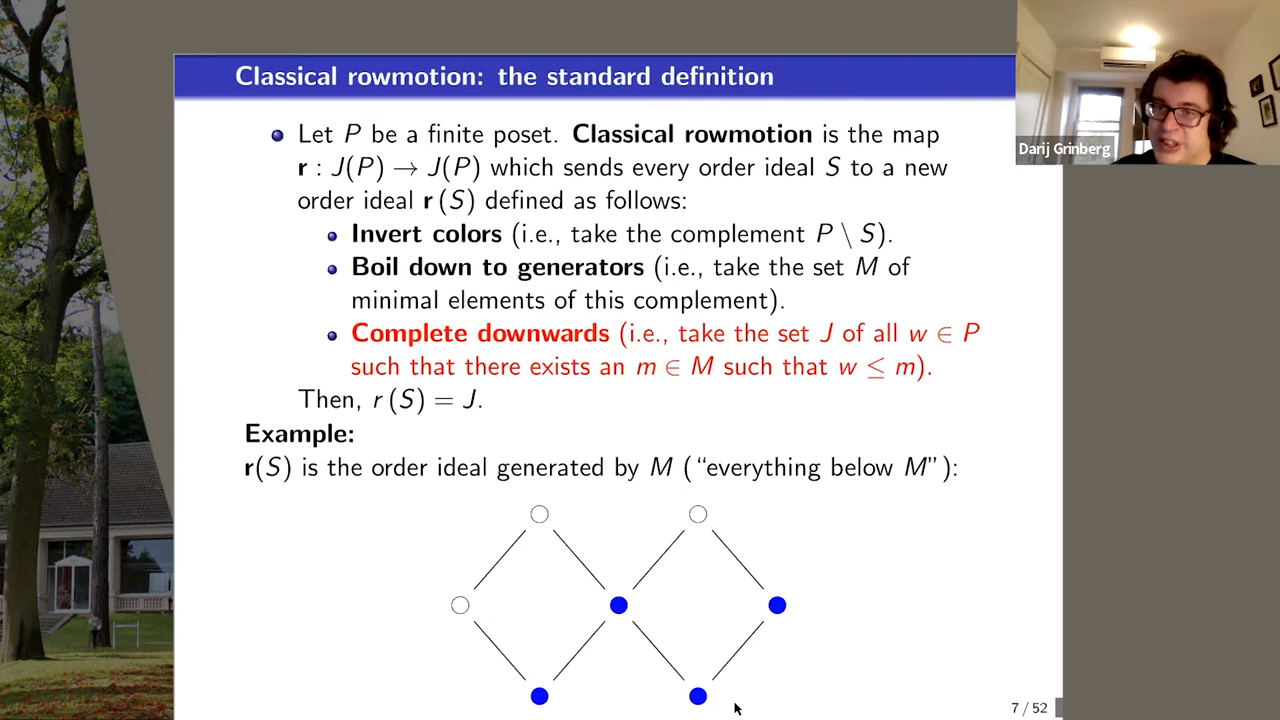 Classical rowmotion: the standard definition
Let P be a finite poset. Classical rowmotion is the map
r : J(P) → J(P) which sends every order ideal S to a new
order ideal r (S) defined as follows:
Invert colors (i.e., take the complement P \ S).
Boil down to generators (i.e., take the set M of
minimal elements of this complement).
Complete downwards (i.e., take the set J of all w ∈ P
such that there exists an m ∈ M such that w ≤ m).
Then, r (S) = J.
Example:
r(S) is the order ideal generated by M (“everything below M”):
7 / 52
Darij Grinberg